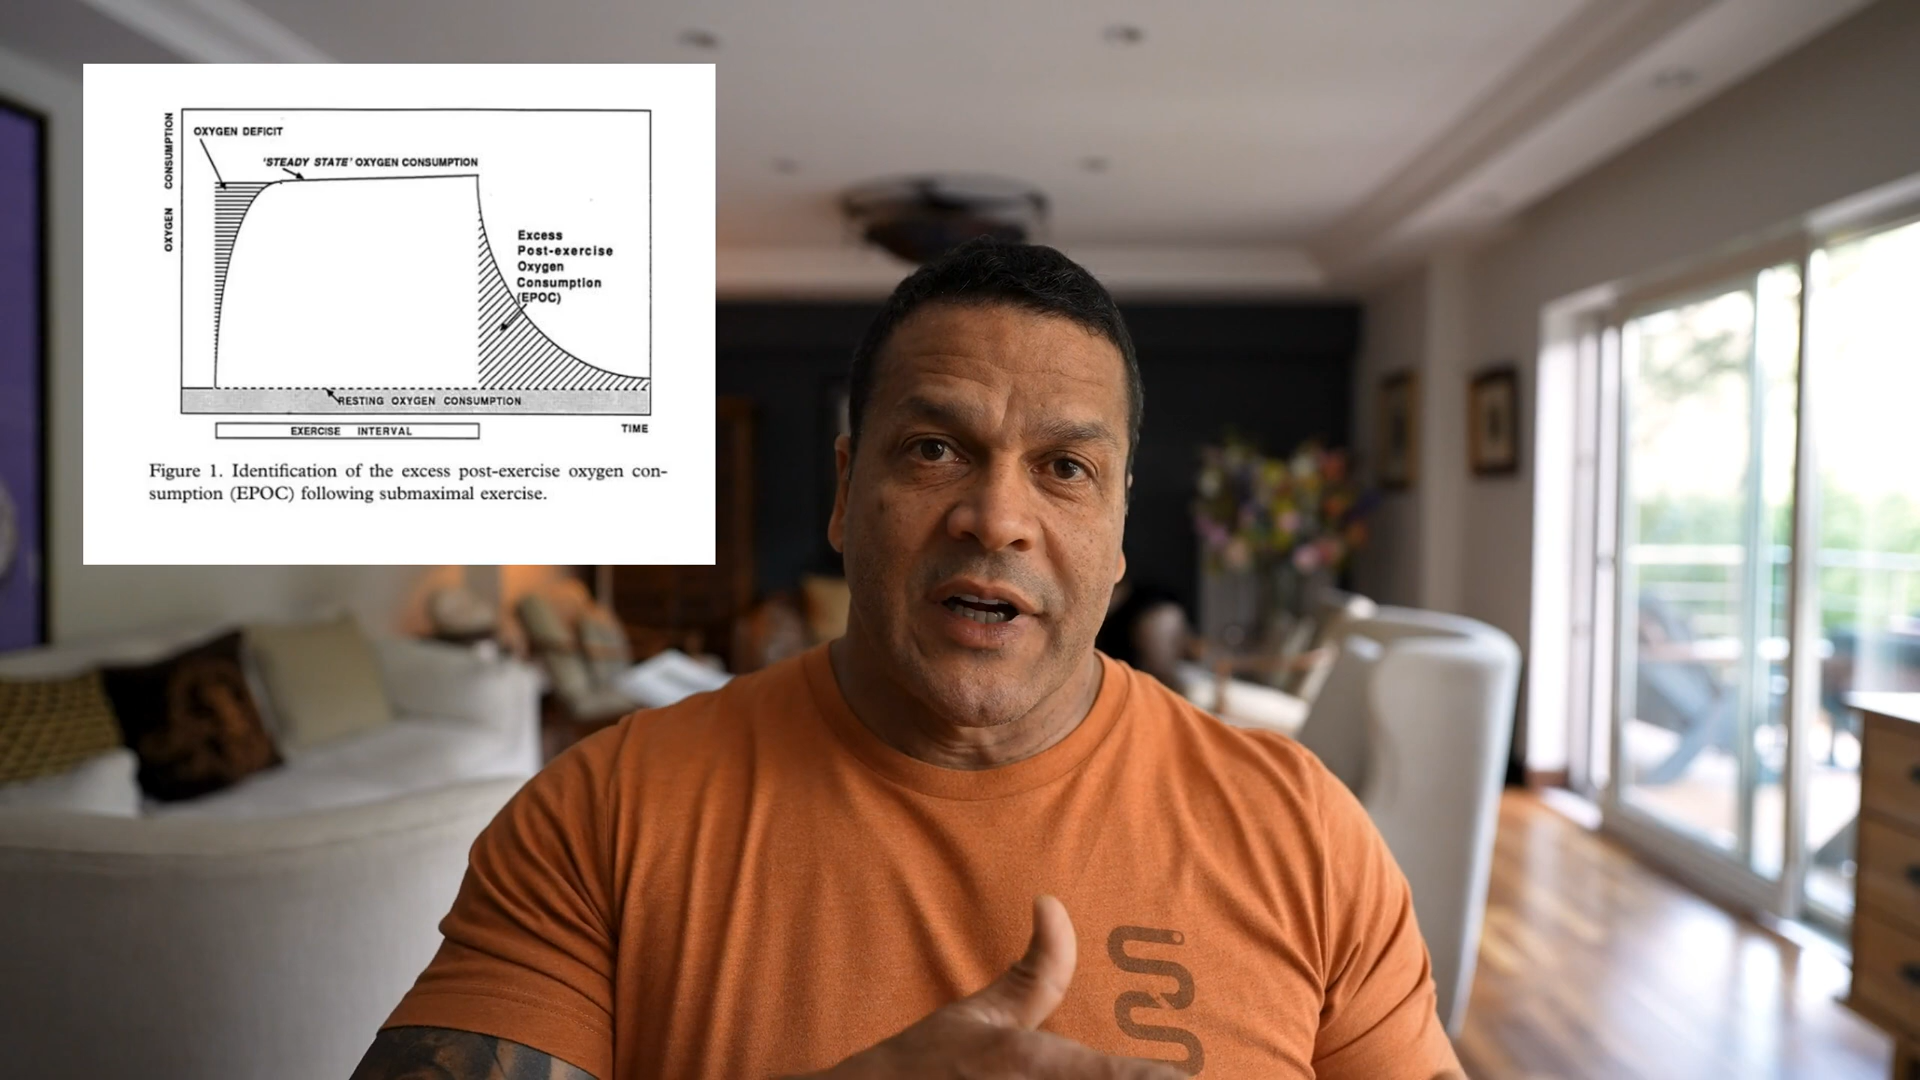 OXYGEN DEFICIT
'STEADY STATE' OXYGEN CONSUMPTION
OXYGEN CONSUMPTION
Excess
Post-exercise
Oxygen
Consumption
(EPOC)
RESTING OXYGEN CONSUMPTION
EXERCISE INTERVAL
TIME
Figure 1. Identification of the excess post-exercise oxygen con-
sumption (EPOC) following submaximal exercise.